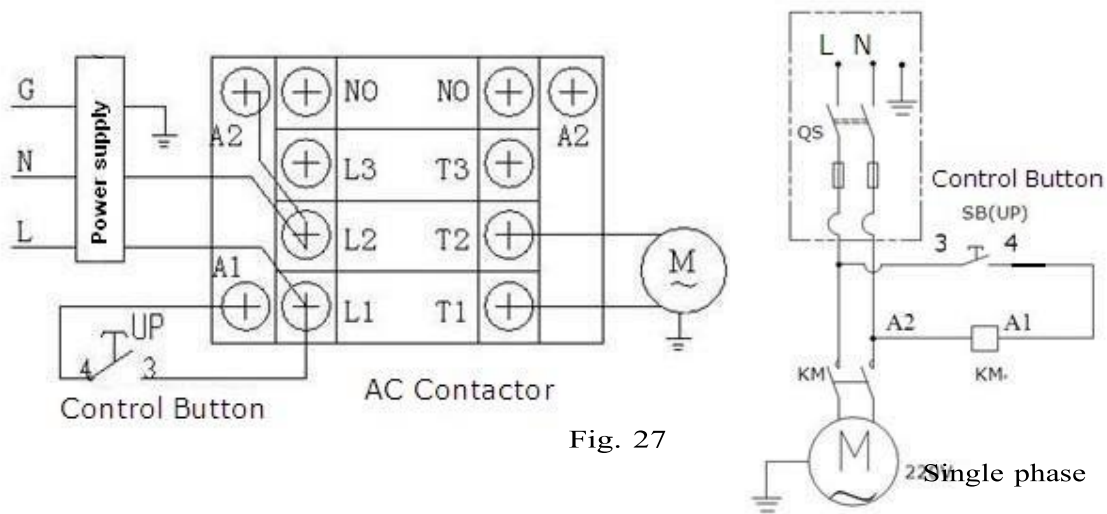 G
N
L
Power supply
A2
NO
NO
A2
L3
T3
L2
T2
A1
L1
T1
M
UP
4
3
Control Button
AC Contactor
Fig. 27
L N
QS
Control Button
SB(UP)
3
4
A2
A1
KM
KM.
M
220V
Single phase